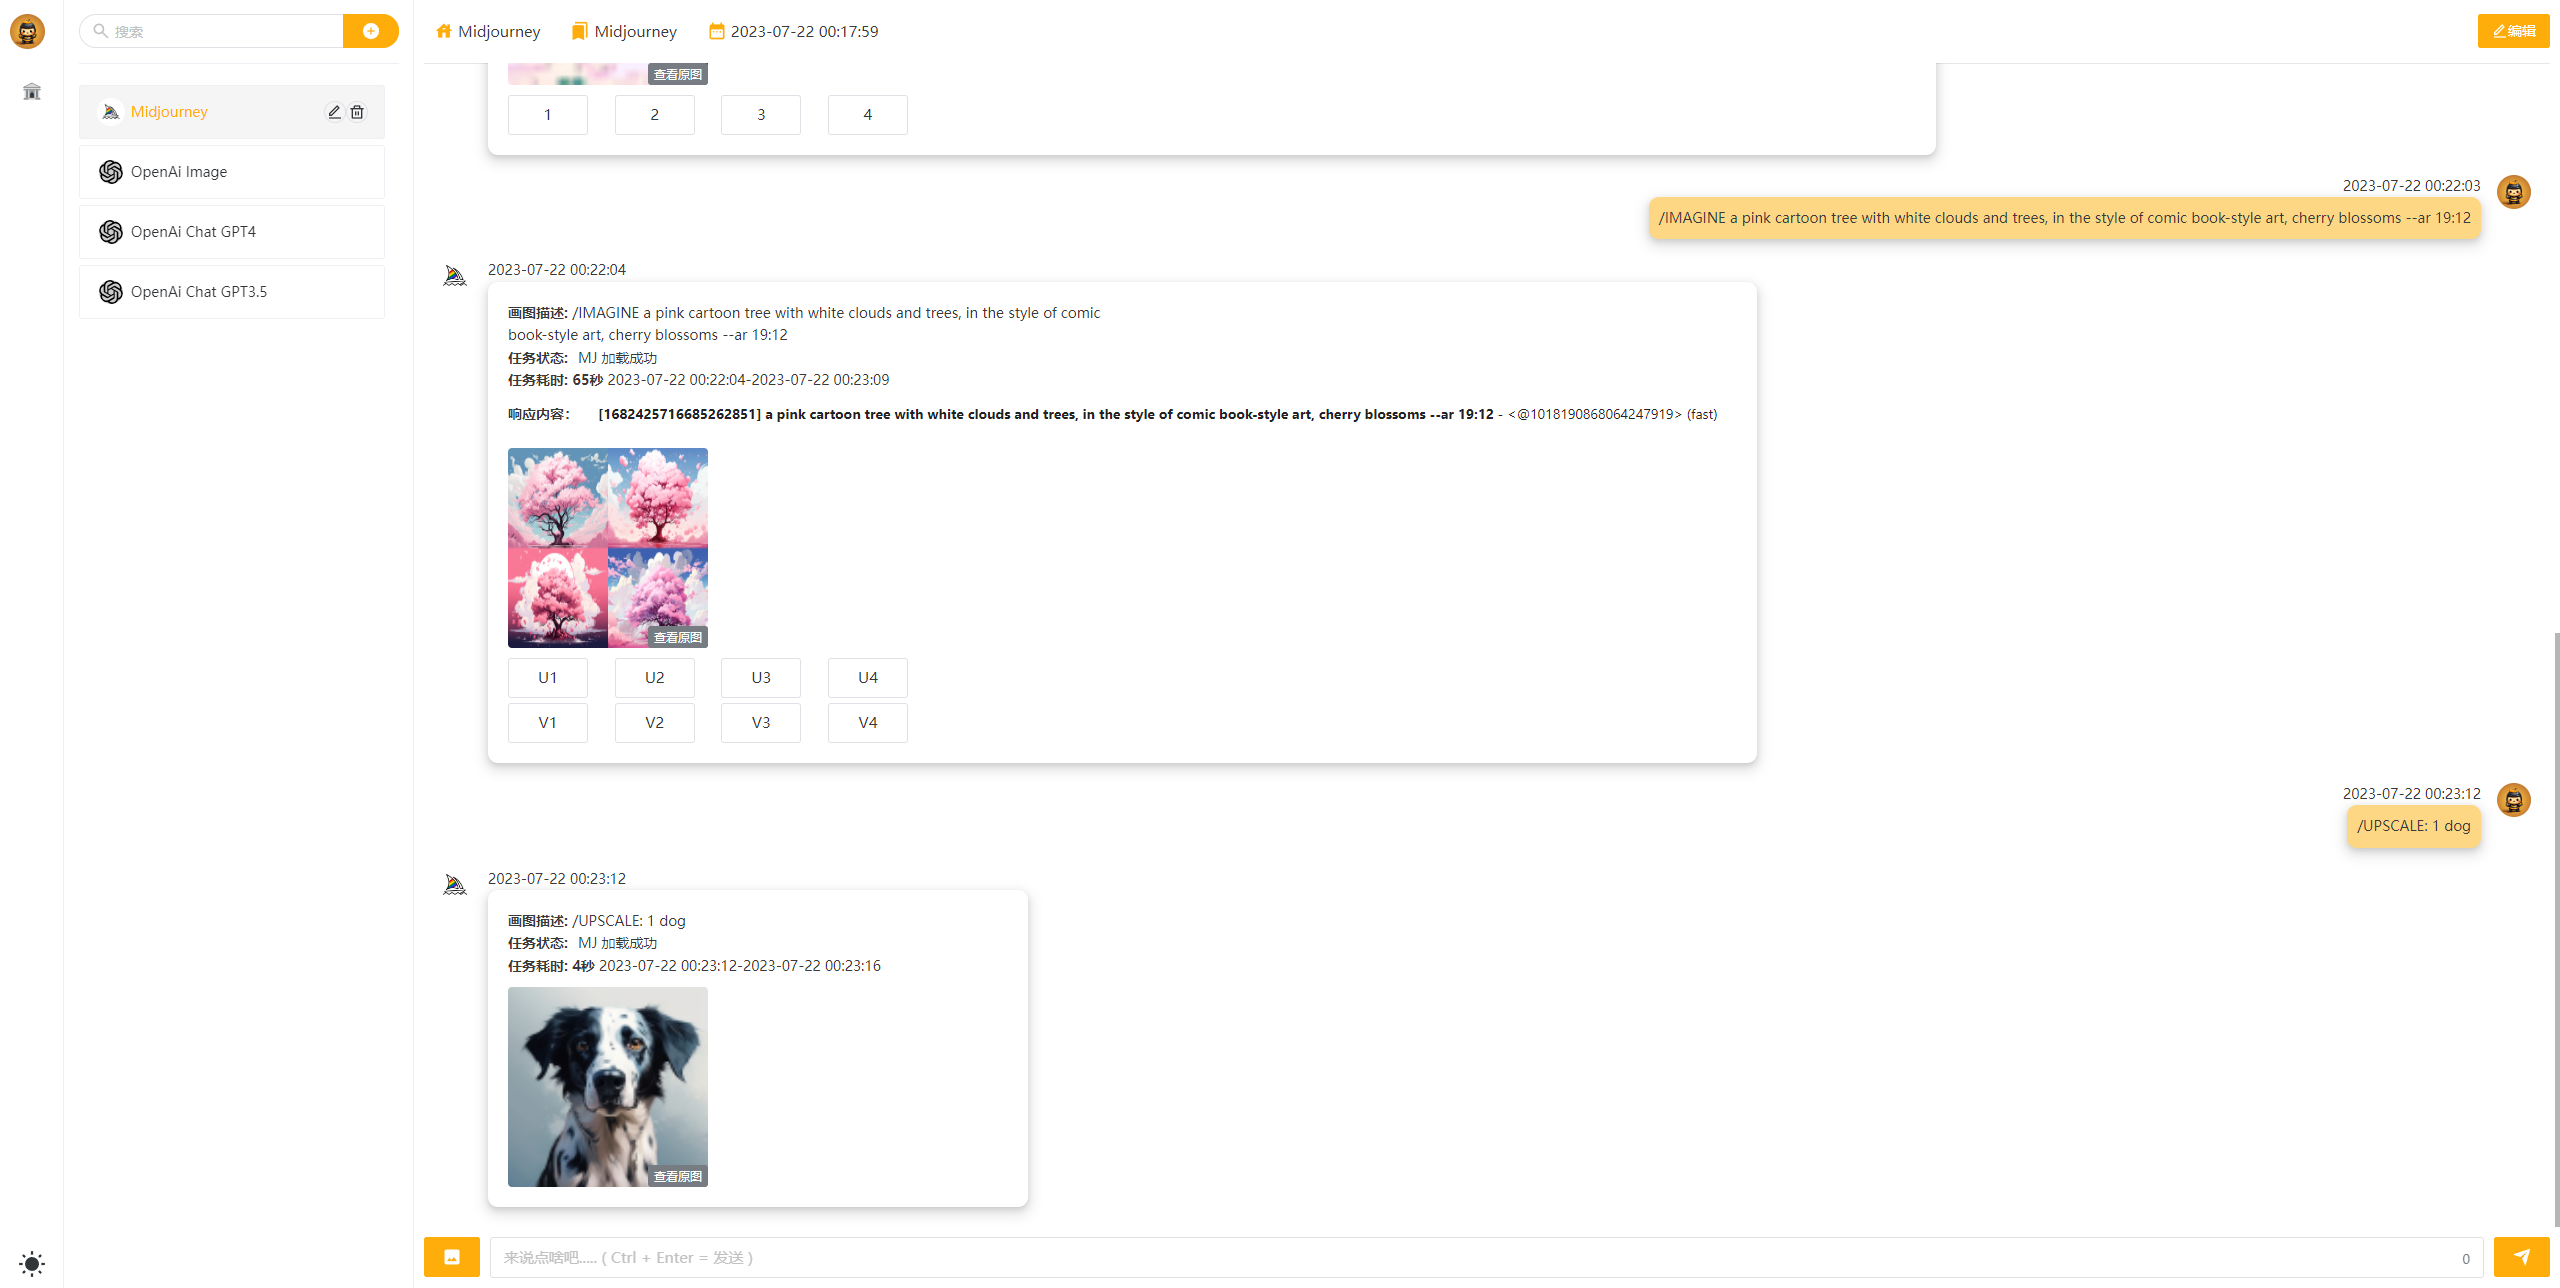 搜索
Midjourney
OpenAi Image
OpenAi Chat GPT4
OpenAi Chat GPT3.5
Midjourney
Midjourney
2023-07-22 00:17:59
编辑
查看原图
1
2
3
4
2023-07-22 00:22:03
/IMAGINE a pink cartoon tree with white clouds and trees, in the style of comic book-style art, cherry blossoms --ar 19:12
2023-07-22 00:22:04
画图描述: /IMAGINE a pink cartoon tree with white clouds and trees, in the style of comic
book-style art, cherry blossoms --ar 19:12
任务状态: MJ 加载成功
任务耗时: 65秒 2023-07-22 00:22:04-2023-07-22 00:23:09
响应内容: [1682425716685262851] a pink cartoon tree with white clouds and trees, in the style of comic book-style art, cherry blossoms --ar 19:12 - <@1018190868064247919> (fast)
查看原图
U1
U2
U3
U4
V1
V2
V3
V4
2023-07-22 00:23:12
/UPSCALE: 1 dog
2023-07-22 00:23:12
画图描述: /UPSCALE: 1 dog
任务状态: MJ 加载成功
任务耗时: 4秒 2023-07-22 00:23:12-2023-07-22 00:23:16
查看原图
来说点啥吧..... ( Ctrl + Enter = 发送 )
0